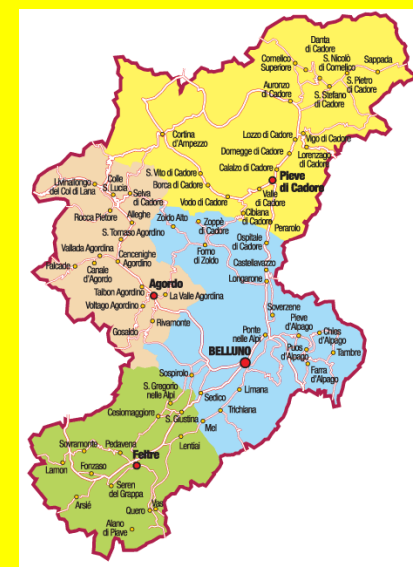 Danta
di Cadore
Comelico
Superiore
S. Nicolò
di Comelico
Sappada
S. Pietro
di Cadore
S. Stefano
di Cadore
Auronzo
di Cadore
Cortina
d'Ampezzo
Lozzo di Cadore
Vigo di Cadore
Domegge di Cadore
Lorenzago
di Cadore
Calalzo di Cadore
S. Vito di Cadore
Pieve
di Cadore
Borca di Cadore
Valle
di Cadore
Vodo di Cadore
Cibiana
di Cadore
Perarolo
Livinallongo
del Col di Lana
Colle
S. Lucia
Selva
di Cadore
Rocca Pietore
Alleghe
Zoldo Alto
Zoppè
di Cadore
S. Tomaso Agordino
Ospitale
di Cadore
Vallada Agordina
Cencenighe
Agordino
Forno
di Zoldo
Falcade
Canale
d'Agordo
Castellavazzo
Longarone
Taibon Agordino
Agordo
La Valle Agordina
Voltago Agordino
Rivamonte
Gosaldo
Soverzene
Ponte
nelle Alpi
Pieve
d'Alpago
Chies
d'Alpago
Puos
d'Alpago
Tambre
Farra
d'Alpago
BELLUNO
Sospirolo
S. Gregorio
nelle Alpi
Sedico
Limana
Cesiomaggiore
S. Giustina
Trichiana
Mel
Lentiai
Sovramonte
Pedavena
Feltre
Lamon
Fonzaso
Seren
del Grappa
Arsié
Quero
Vas
Alano
di Piave